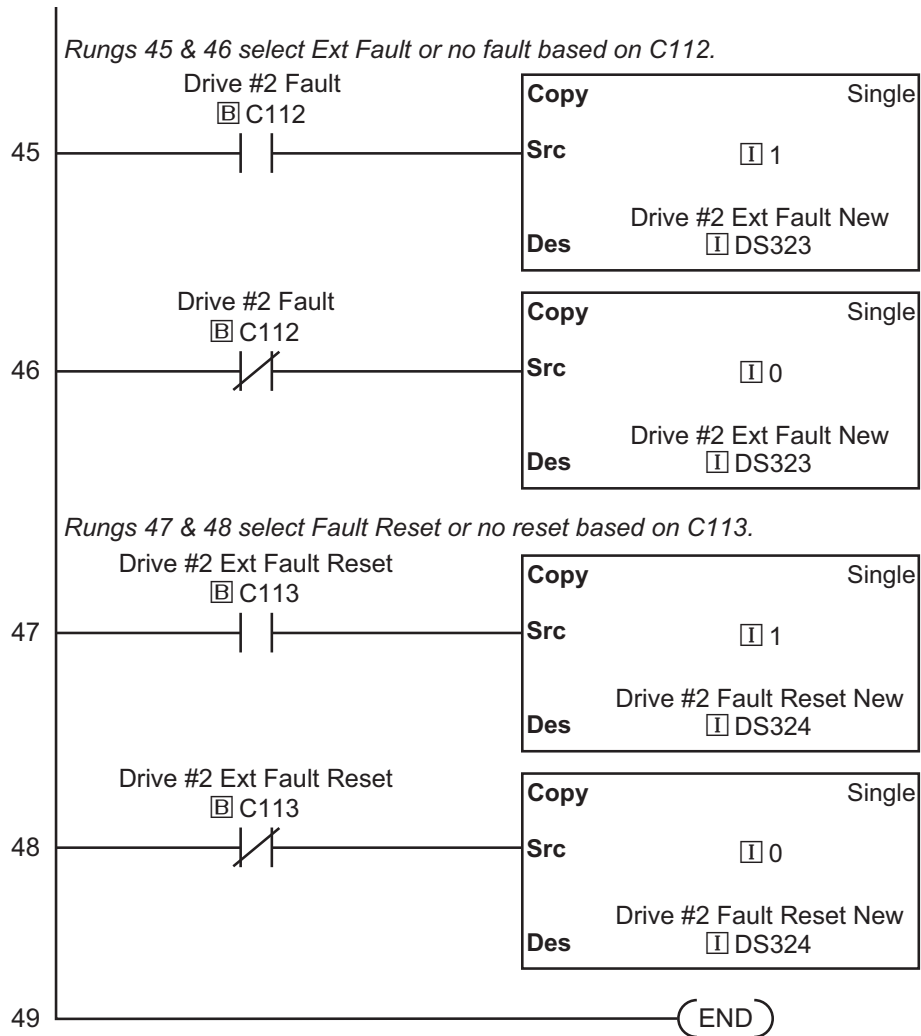 Rungs 45 & 46 select Ext Fault or no fault based on C112.
Drive #2 Fault
B C112
45
Copy Single
Src I 1
Drive #2 Ext Fault New
Des I DS323
Drive #2 Fault
B C112
46
Copy Single
Src I 0
Drive #2 Ext Fault New
Des I DS323
Rungs 47 & 48 select Fault Reset or no reset based on C113.
Drive #2 Ext Fault Reset
B C113
47
Copy Single
Src I 1
Drive #2 Fault Reset New
Des I DS324
Drive #2 Ext Fault Reset
B C113
48
Copy Single
Src I 0
Drive #2 Fault Reset New
Des I DS324
49
END